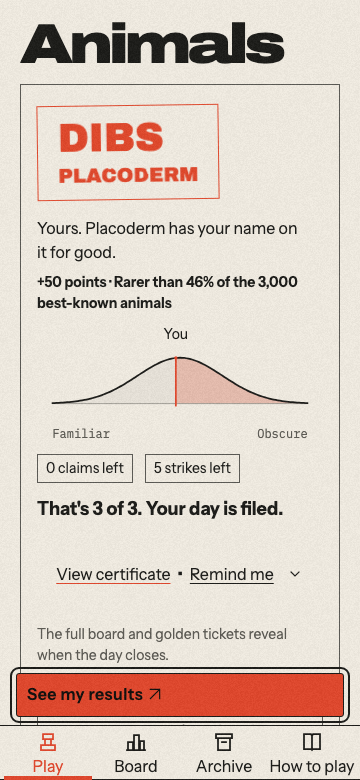 Animals
DIBS
PLACODERM
Yours. Placoderm has your name on
it for good.
+50 points · Rarer than 46% of the 3,000
best-known animals
You
Familiar Obscure
0 claims left 5 strikes left
That's 3 of 3. Your day is filed.
View certificate · Remind me
The full board and golden tickets reveal
when the day closes.
See my results ↗
Play Board Archive How to play